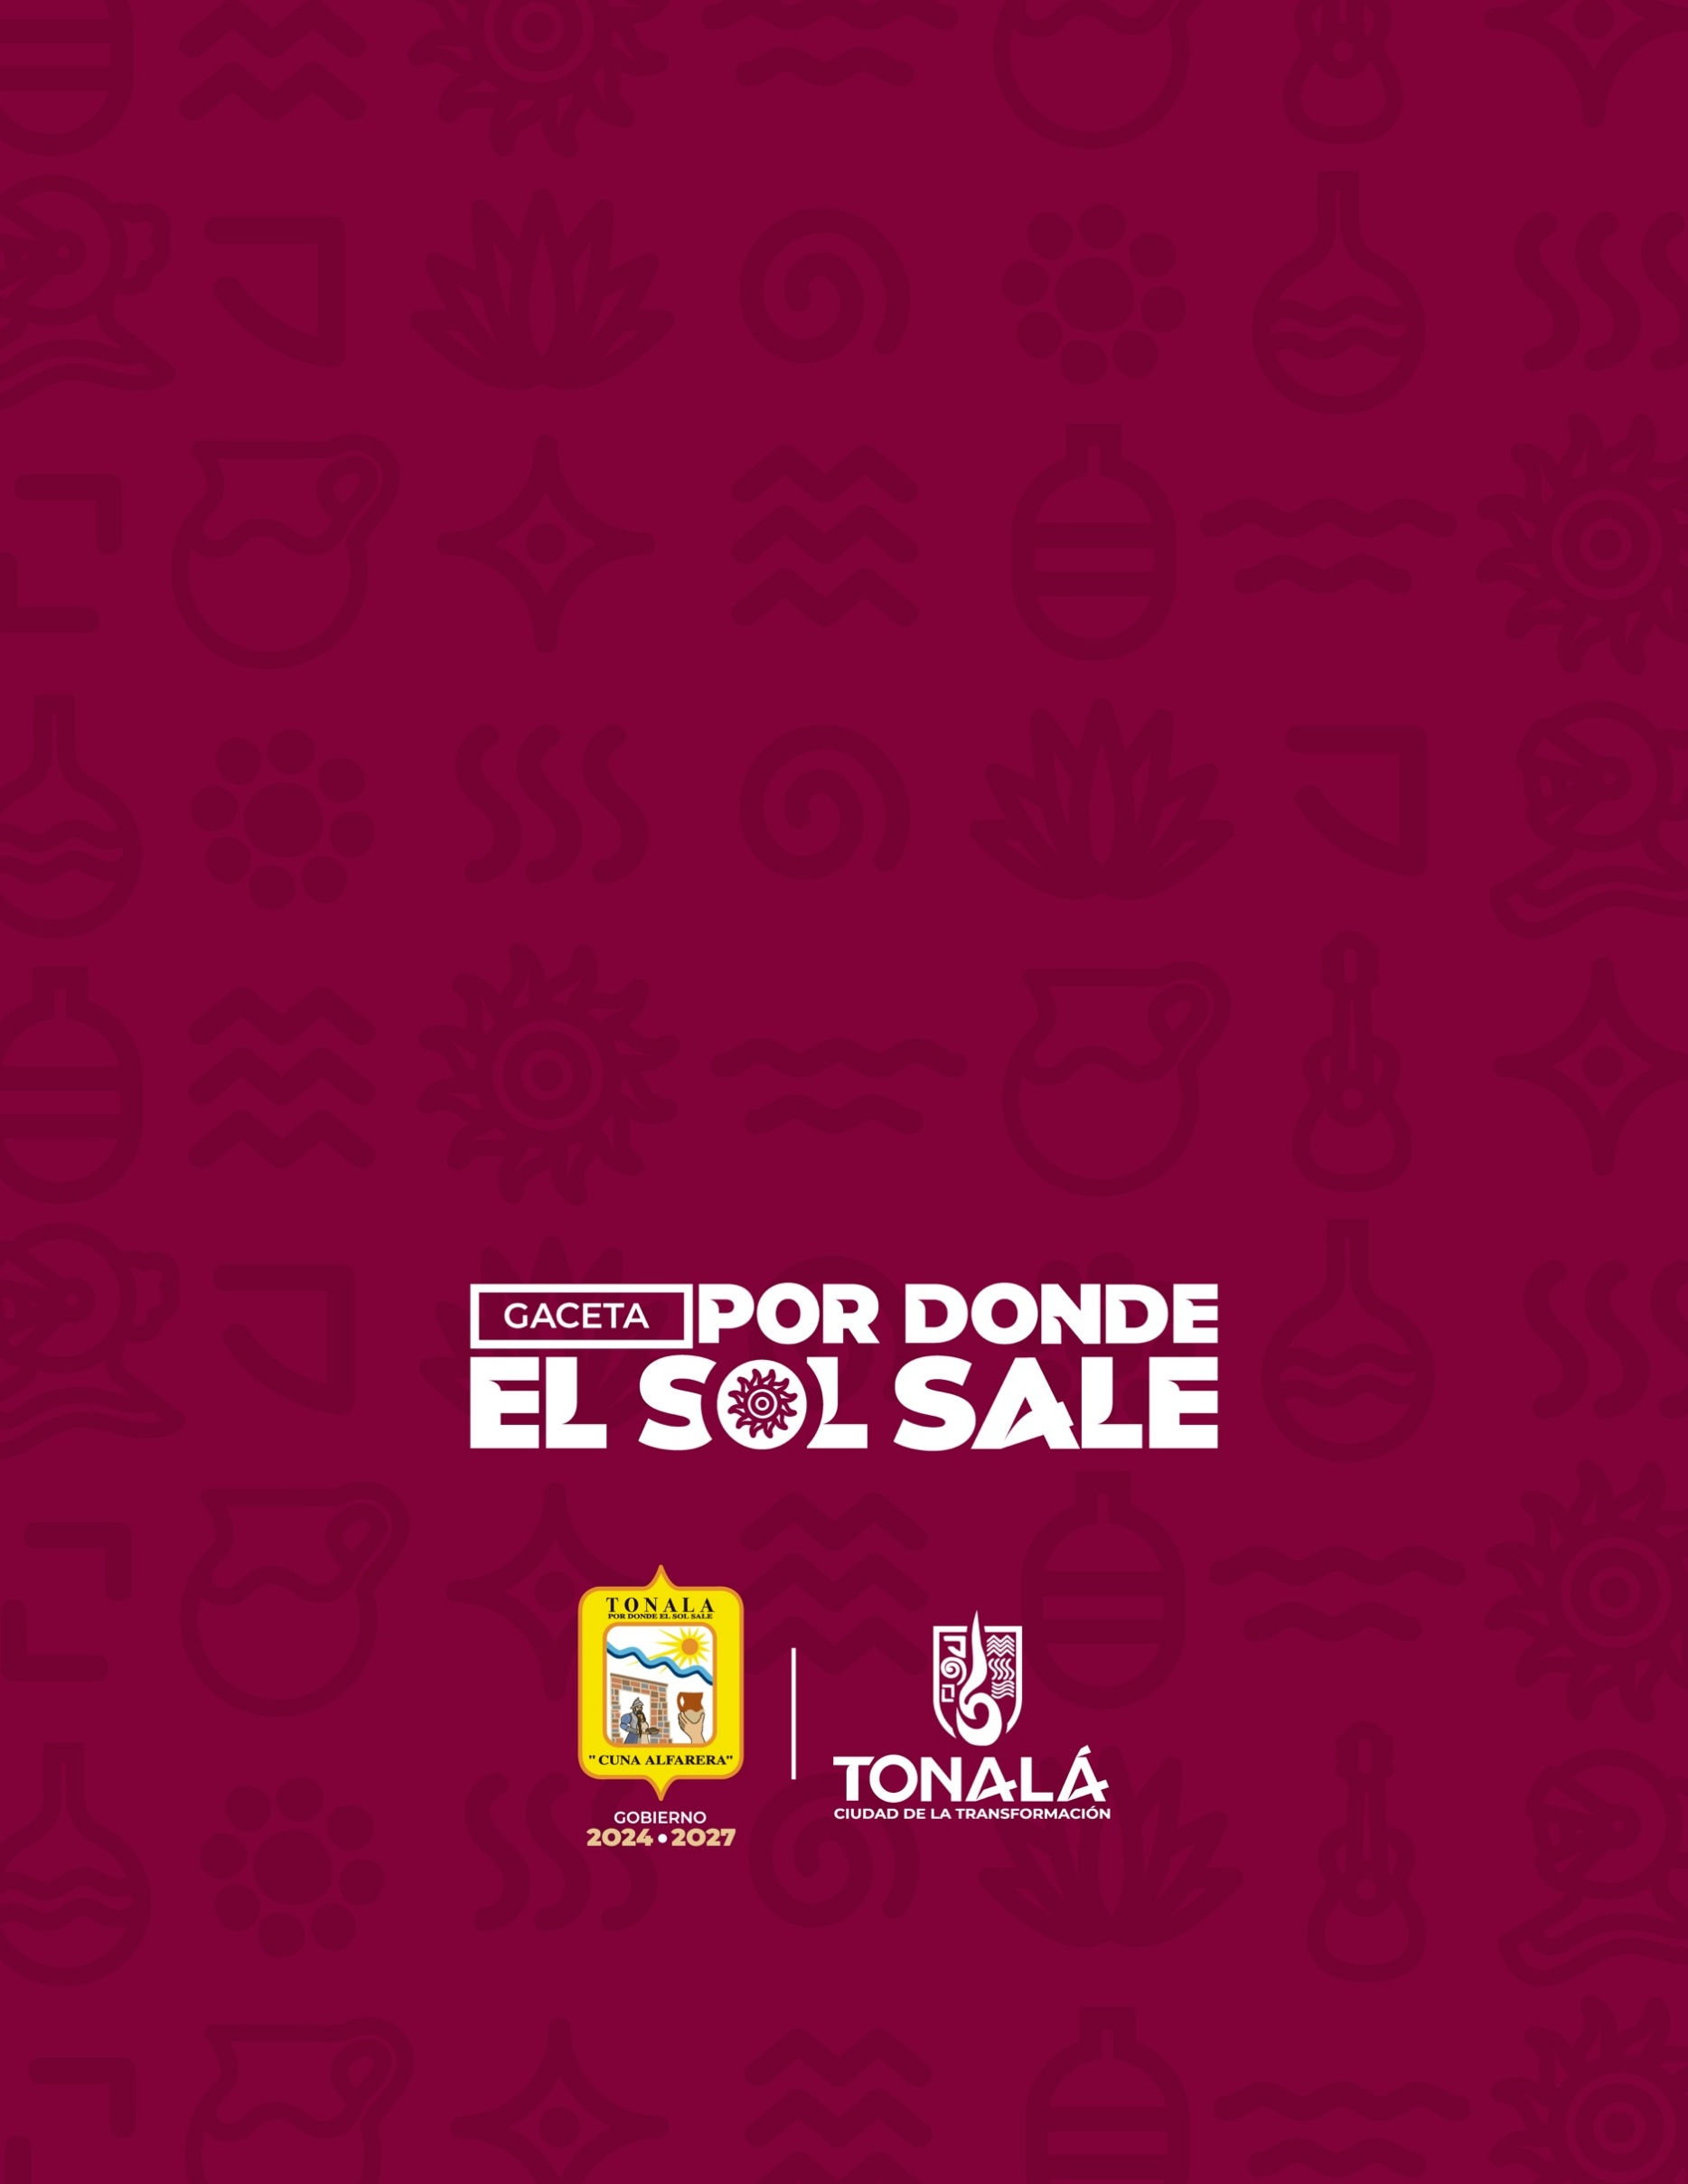 GACETA POR DONDE
EL SOL SALE
TONALA
POR DONDE EL SOL SALE
"CUNA ALFARERA"
GOBIERNO
2024•2027
TONALÁ
CIUDAD DE LA TRANSFORMACIÓN